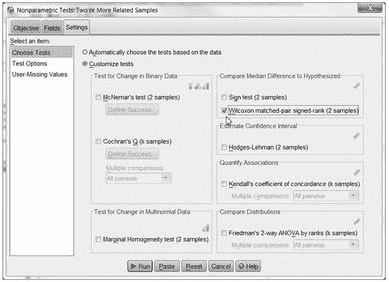 Nonparametric Tests: Two or More Related Samples
Objective Fields Settings
Select an item:
Choose Tests
Test Options
User-Missing Values
Automatically choose the tests based on the data
Customize tests
Test for Change in Binary Data
McNemar's test (2 samples)
Define Success...
Cochran's Q (k samples)
Define Success...
Multiple comparisons:
All pairwise
Test for Change in Multinomial Data
Marginal Homogeneity test (2 samples)
Compare Median Difference to Hypothesized
Sign test (2 samples)
Wilcoxon matched-pair signed-rank (2 samples)
Estimate Confidence Interval
Hodges-Lehman (2 samples)
Quantify Associations
Kendall's coefficient of concordance (k samples)
Multiple comparisons: All pairwise
Compare Distributions
Friedman's 2-way ANOVA by ranks (k samples)
Multiple comparisons: All pairwise
Run Paste Reset Cancel Help